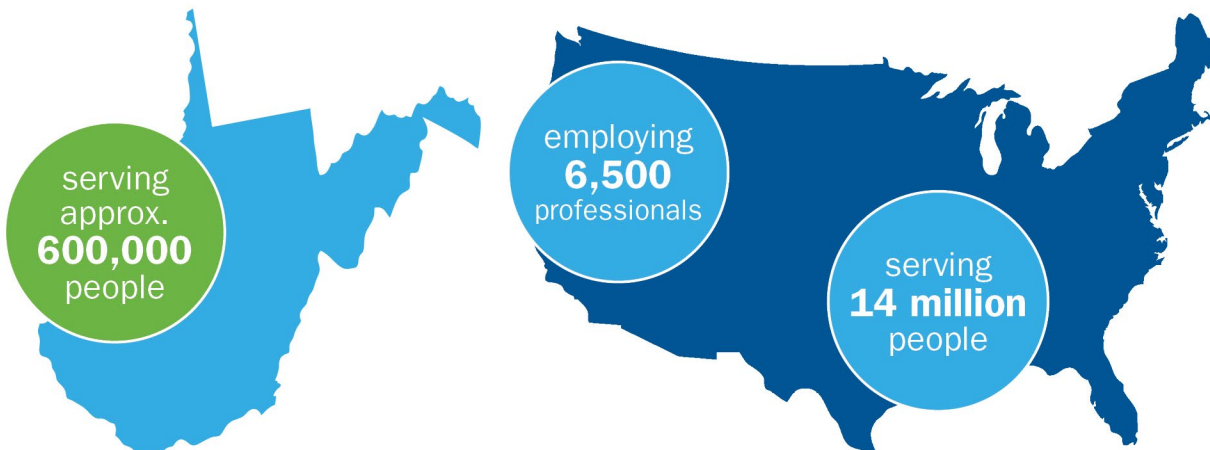 serving
approx.
600,000
people
employing
6,500
professionals
serving
14 million
people